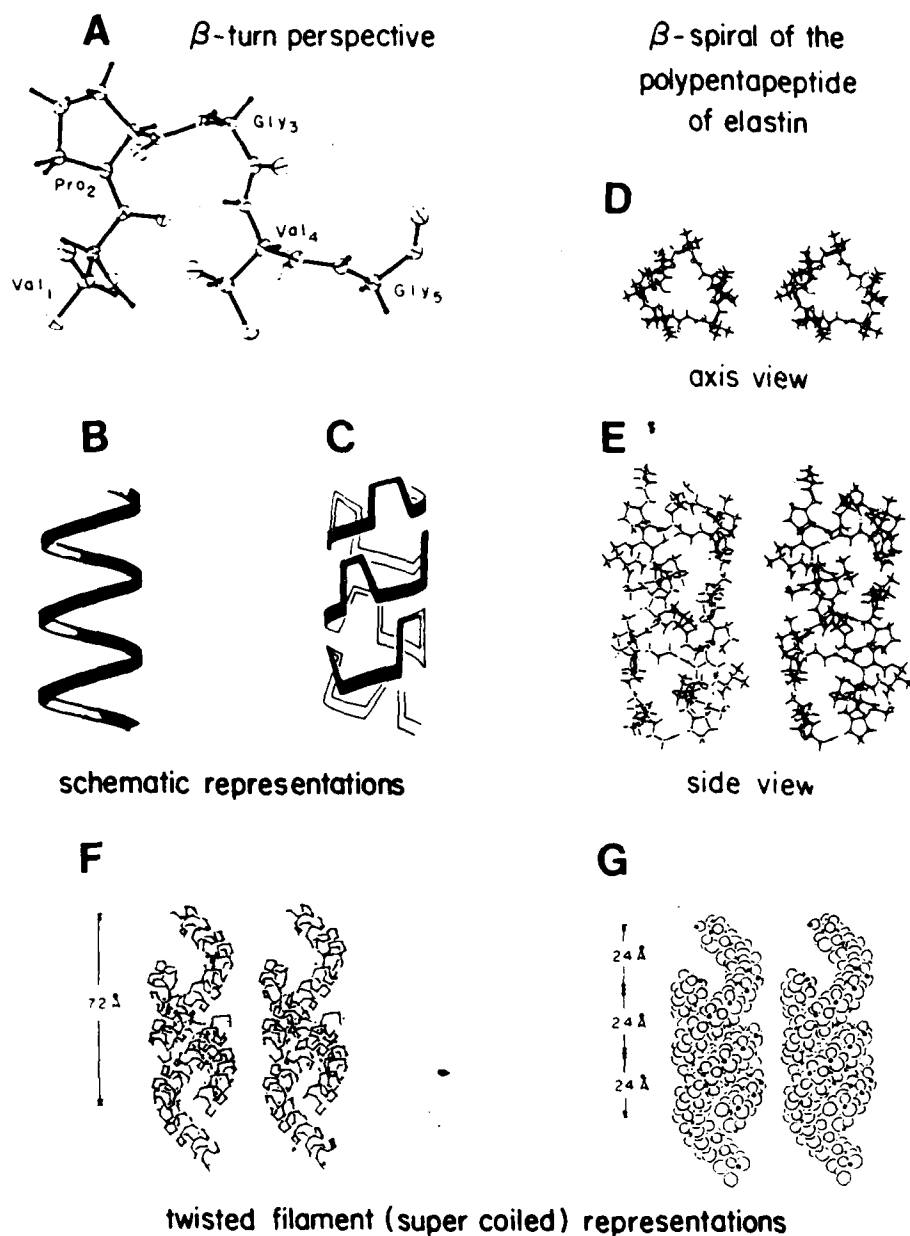 A
β-turn perspective
Pro2
Gly3
Val1
Val4
Gly5
β-spiral of the
polypentapeptide
of elastin
D
axis view
B
C
schematic representations
E
side view
F
72 Å
G
24 Å
24 Å
24 Å
twisted filament (super coiled) representations